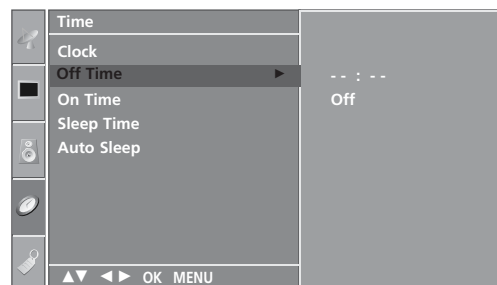 Time
Clock
Off Time ► -- : --
On Time Off
Sleep Time
Auto Sleep
▲▼ ◄► OK MENU